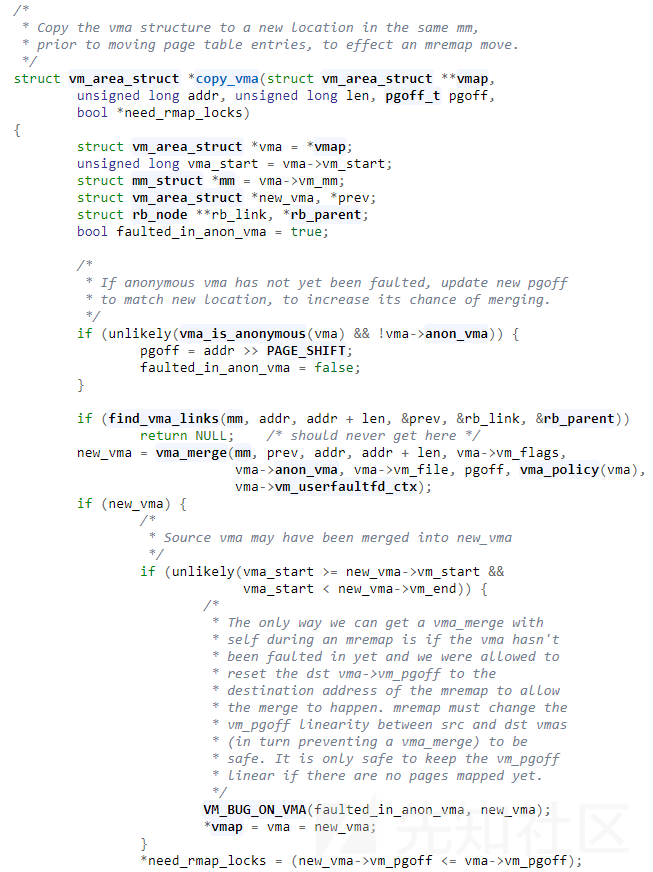 /*
 * Copy the vma structure to a new location in the same mm,
 * prior to moving page table entries, to effect an mremap move.
 */
struct vm_area_struct *copy_vma(struct vm_area_struct **vmap,
        unsigned long addr, unsigned long len, pgoff_t pgoff,
        bool *need_rmap_locks)
{
        struct vm_area_struct *vma = *vmap;
        unsigned long vma_start = vma->vm_start;
        struct mm_struct *mm = vma->vm_mm;
        struct vm_area_struct *new_vma, *prev;
        struct rb_node **rb_link, *rb_parent;
        bool faulted_in_anon_vma = true;

        /*
         * If anonymous vma has not yet been faulted, update new pgoff
         * to match new location, to increase its chance of merging.
         */
        if (unlikely(vma_is_anonymous(vma) && !vma->anon_vma)) {
                pgoff = addr >> PAGE_SHIFT;
                faulted_in_anon_vma = false;
        }

        if (find_vma_links(mm, addr, addr + len, &prev, &rb_link, &rb_parent))
                return NULL;    /* should never get here */
        new_vma = vma_merge(mm, prev, addr, addr + len, vma->vm_flags,
                            vma->anon_vma, vma->vm_file, pgoff, vma_policy(vma),
                            vma->vm_userfaultfd_ctx);
        if (new_vma) {
                /*
                 * Source vma may have been merged into new_vma
                 */
                if (unlikely(vma_start >= new_vma->vm_start &&
                             vma_start < new_vma->vm_end)) {
                        /*
                         * The only way we can get a vma_merge with
                         * self during an mremap is if the vma hasn't
                         * been faulted in yet and we were allowed to
                         * reset the dst vma->vm_pgoff to the
                         * destination address of the mremap to allow
                         * the merge to happen. mremap must change the
                         * vm_pgoff linearity between src and dst vmas
                         * (in turn preventing a vma_merge) to be
                         * safe. It is only safe to keep the vm_pgoff
                         * linear if there are no pages mapped yet.
                         */
                        VM_BUG_ON_VMA(faulted_in_anon_vma, new_vma);
                        *vmap = vma = new_vma;
                }
                *need_rmap_locks = (new_vma->vm_pgoff <= vma->vm_pgoff);
先知社区